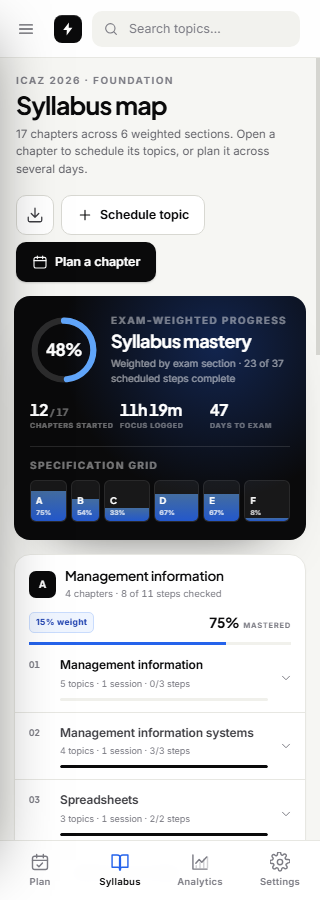 Search topics...
ICAZ 2026 · FOUNDATION
Syllabus map
17 chapters across 6 weighted sections. Open a
chapter to schedule its topics, or plan it across
several days.
Schedule topic
Plan a chapter
48%
EXAM-WEIGHTED PROGRESS
Syllabus mastery
Weighted by exam section · 23 of 37
scheduled steps complete
12/17 11h19m 47
CHAPTERS STARTED FOCUS LOGGED DAYS TO EXAM
SPECIFICATION GRID
A B C D E F
75% 54% 33% 67% 67% 8%
A
Management information
4 chapters · 8 of 11 steps checked
15% weight 75% MASTERED
01 Management information
5 topics · 1 session · 0/3 steps
02 Management information systems
4 topics · 1 session · 3/3 steps
03 Spreadsheets
3 topics · 1 session · 2/2 steps
Plan Syllabus Analytics Settings